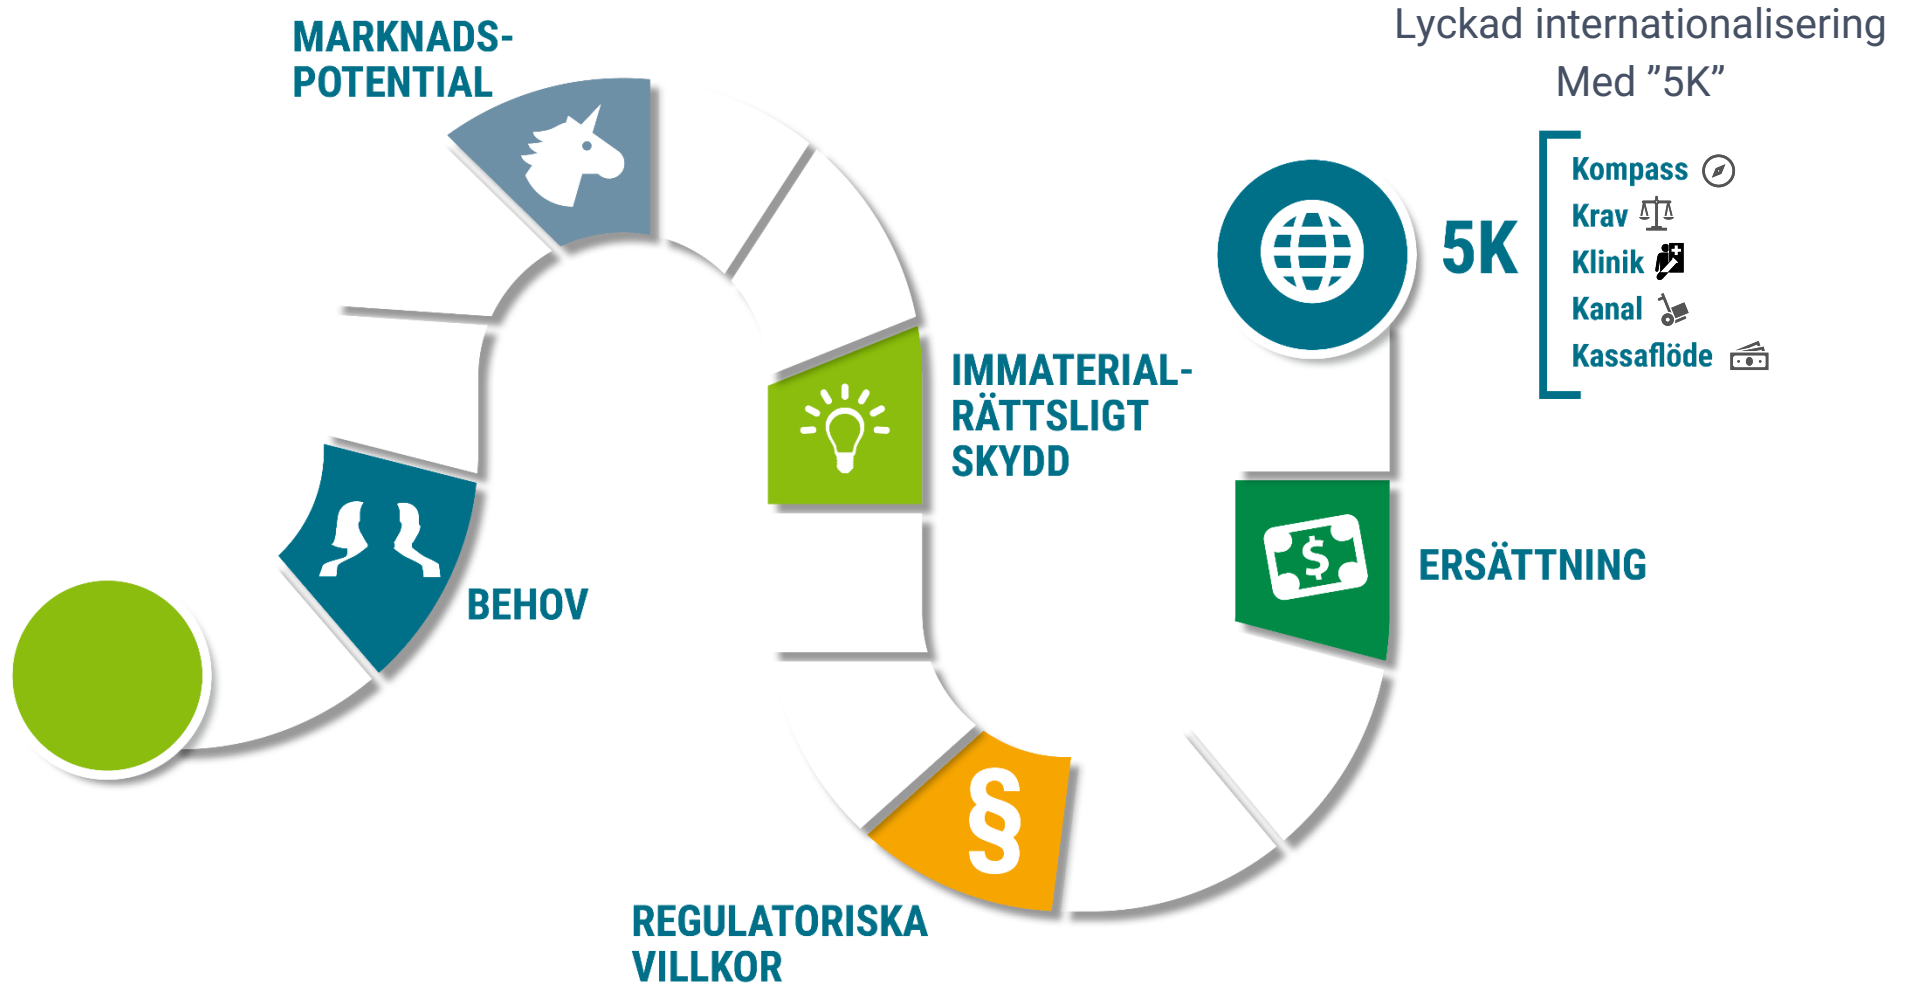 MARKNADS-
POTENTIAL
Lyckad internationalisering
Med ”5K”
5K
Kompass
Krav
Klinik
Kanal
Kassaflöde
IMMATERIAL-
RÄTTSLIGT
SKYDD
$
ERSÄTTNING
BEHOV
§
REGULATORISKA
VILLKOR